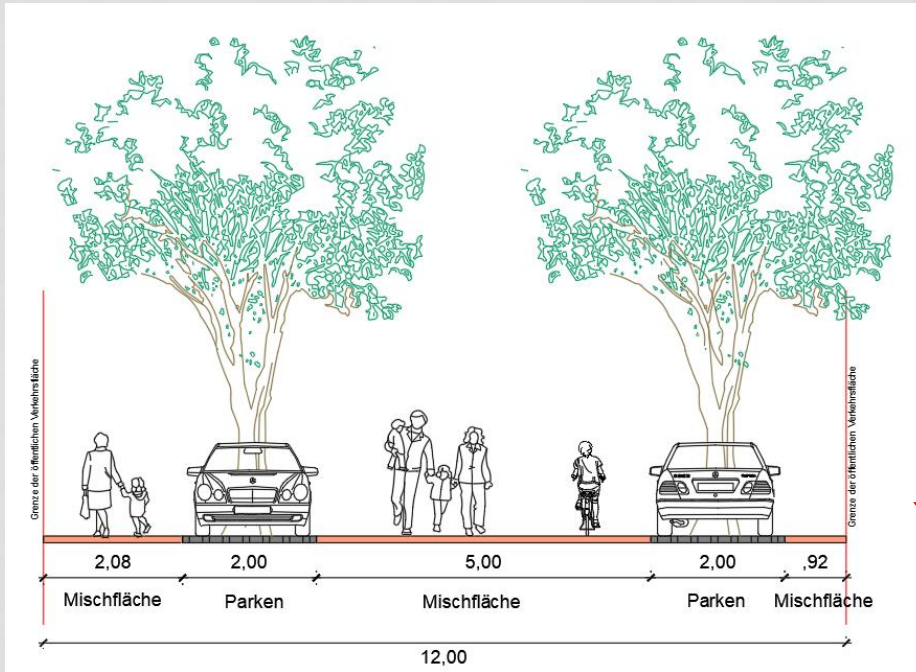 Grenze der öffentlichen Verkehrsfläche
Grenze der öffentlichen Verkehrsfläche
2,08
2,00
5,00
2,00
,92
Mischfläche
Parken
Mischfläche
Parken
Mischfläche
12,00